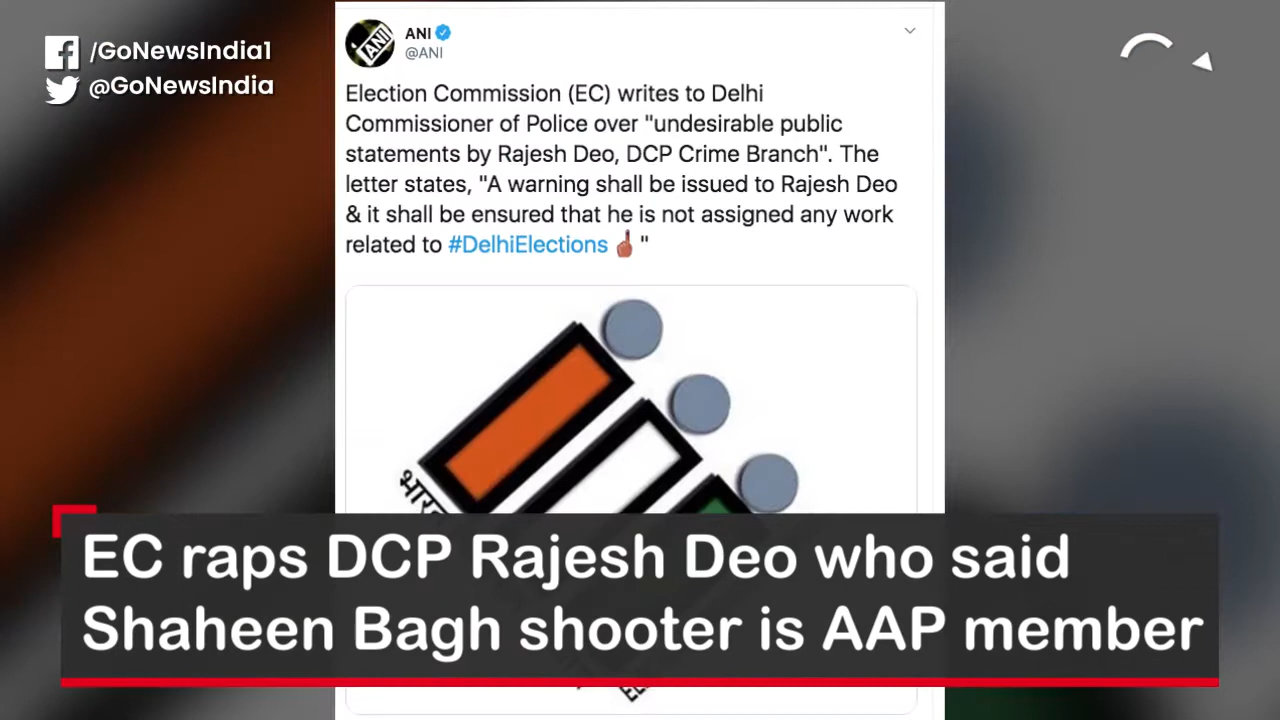 /GoNewsIndia1
@GoNewsIndia
ANI
ANI
@ANI
Election Commission (EC) writes to Delhi
Commissioner of Police over "undesirable public
statements by Rajesh Deo, DCP Crime Branch". The
letter states, "A warning shall be issued to Rajesh Deo
& it shall be ensured that he is not assigned any work
related to #DelhiElections ☝🏾 "
EC raps DCP Rajesh Deo who said
Shaheen Bagh shooter is AAP member